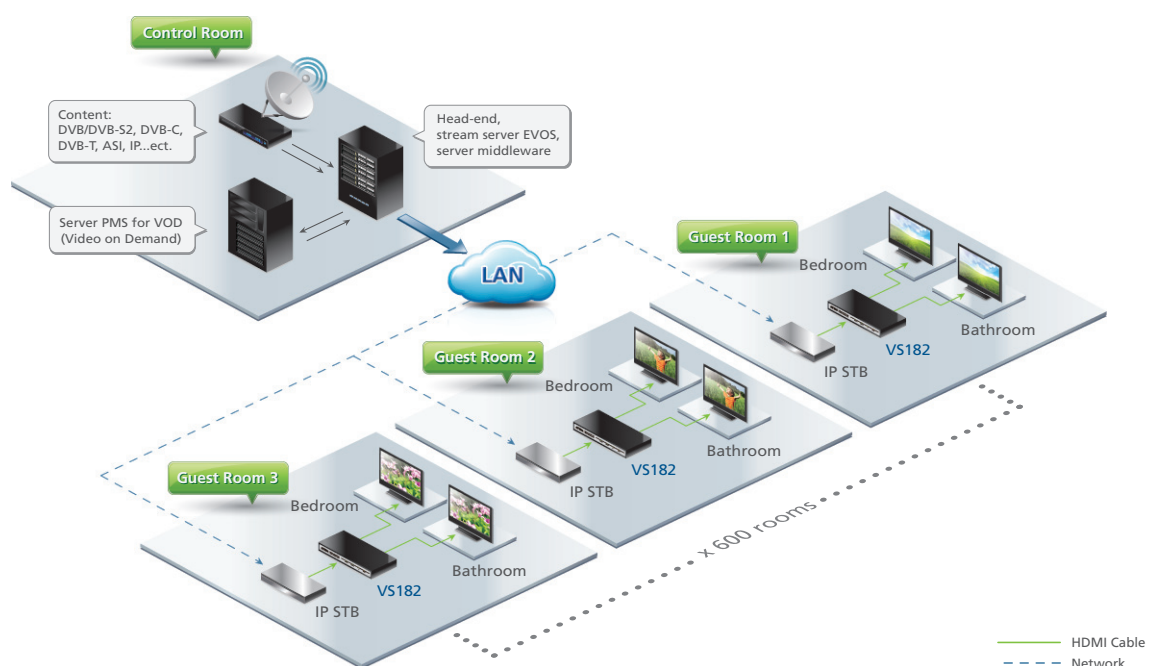 Control Room
Content:
DVB/DVB-S2, DVB-C,
DVB-T, ASI, IP...ect.
Head-end,
stream server EVOS,
server middleware
Server PMS for VOD
(Video on Demand)
LAN
Guest Room 1
Bedroom
Bathroom
VS182
IP STB
Guest Room 2
Bedroom
Bathroom
VS182
IP STB
Guest Room 3
Bedroom
Bathroom
VS182
IP STB
x 600 rooms
HDMI Cable
Network